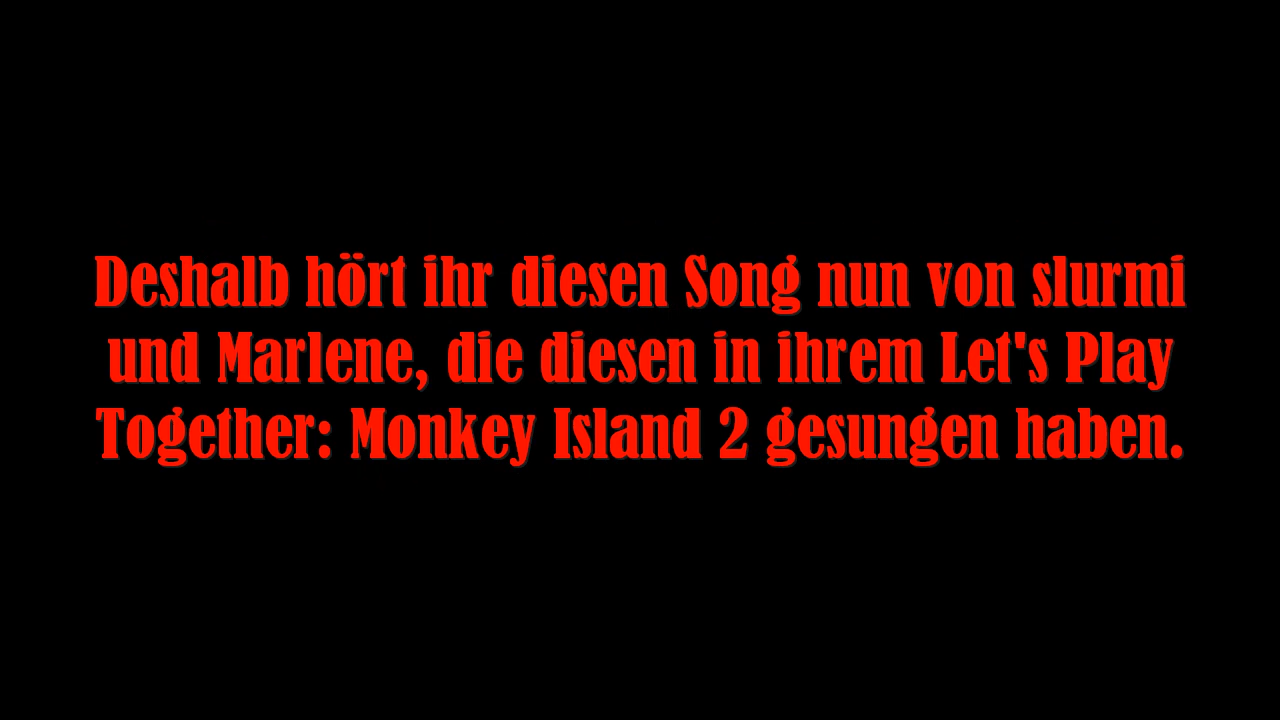 Deshalb hört ihr diesen Song nun von slurmi
und Marlene, die diesen in ihrem Let's Play
Together: Monkey Island 2 gesungen haben.